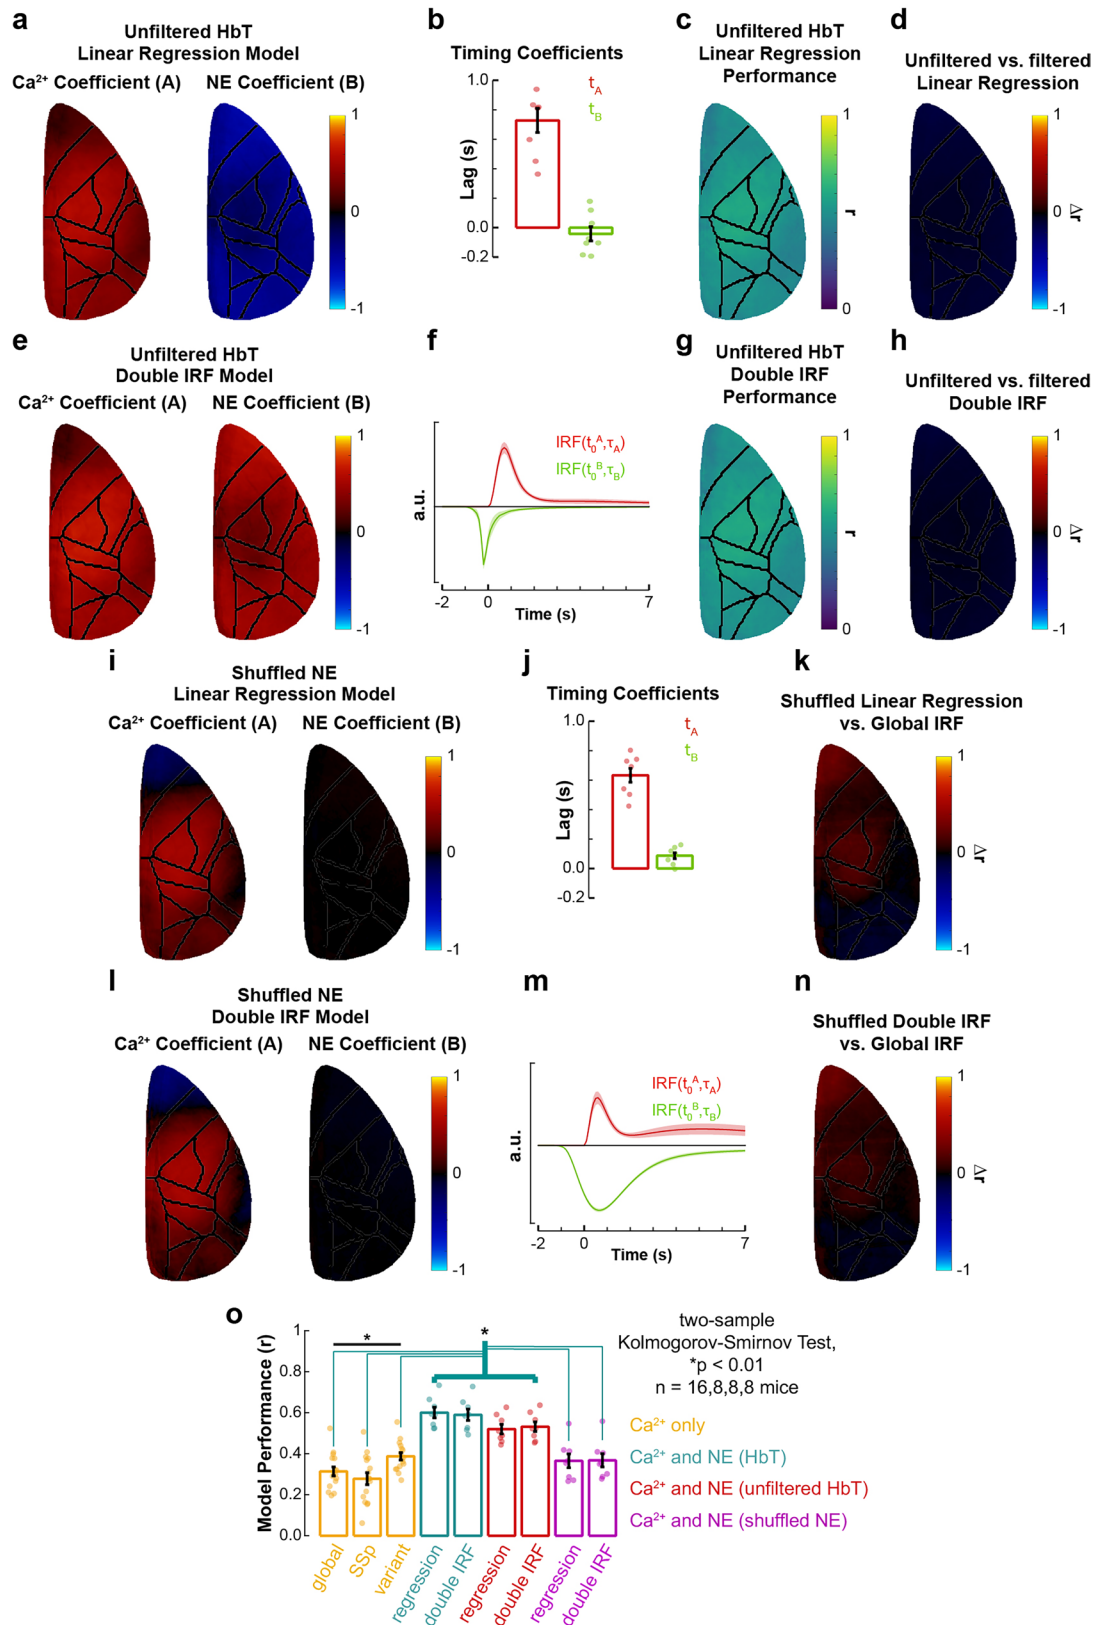 a
Unfiltered HbT
Linear Regression Model
Ca²⁺ Coefficient (A)
NE Coefficient (B)
1
0
-1
b
Timing Coefficients
1.0
0.0
-0.2
Lag (s)
t_A
t_B
c
Unfiltered HbT
Linear Regression
Performance
1
r
0
d
Unfiltered vs. filtered
Linear Regression
1
0
Δr
-1
e
Unfiltered HbT
Double IRF Model
Ca²⁺ Coefficient (A)
NE Coefficient (B)
1
0
-1
f
a.u.
IRF(t₀ᴬ,τ_A)
IRF(t₀ᴮ,τ_B)
-2
0
7
Time (s)
g
Unfiltered HbT
Double IRF
Performance
1
r
0
h
Unfiltered vs. filtered
Double IRF
1
0
Δr
-1
i
Shuffled NE
Linear Regression Model
Ca²⁺ Coefficient (A)
NE Coefficient (B)
1
0
-1
j
Timing Coefficients
1.0
0.0
-0.2
Lag (s)
t_A
t_B
k
Shuffled Linear Regression
vs. Global IRF
1
0
Δr
-1
l
Shuffled NE
Double IRF Model
Ca²⁺ Coefficient (A)
NE Coefficient (B)
1
0
-1
m
a.u.
IRF(t₀ᴬ,τ_A)
IRF(t₀ᴮ,τ_B)
-2
0
7
Time (s)
n
Shuffled Double IRF
vs. Global IRF
1
0
Δr
-1
o
Model Performance (r)
1
0.8
0.6
0.4
0.2
0.0
*
*
global
SSp
variant
regression
double IRF
regression
double IRF
regression
double IRF
two-sample
Kolmogorov-Smirnov Test,
*p < 0.01
n = 16,8,8,8 mice
Ca²⁺ only
Ca²⁺ and NE (HbT)
Ca²⁺ and NE (unfiltered HbT)
Ca²⁺ and NE (shuffled NE)